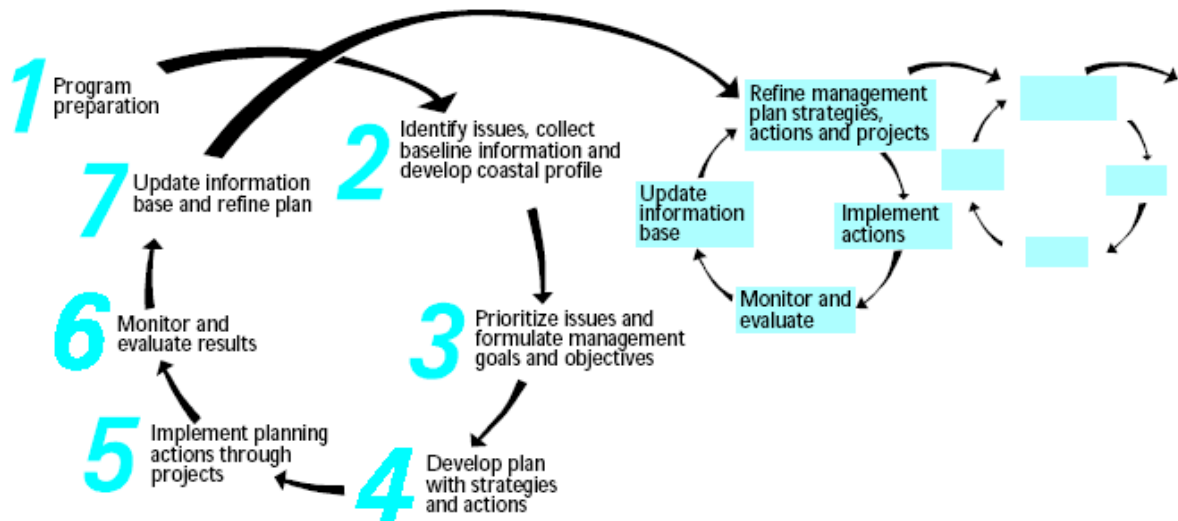 1
Program
preparation
2
Identify issues, collect
baseline information and
develop coastal profile
3
Prioritize issues and
formulate management
goals and objectives
4
Develop plan
with strategies
and actions
5
Implement planning
actions through
projects
6
Monitor and
evaluate results
7
Update information
base and refine plan
Refine management
plan strategies,
actions and projects
Implement
actions
Monitor and
evaluate
Update
information
base